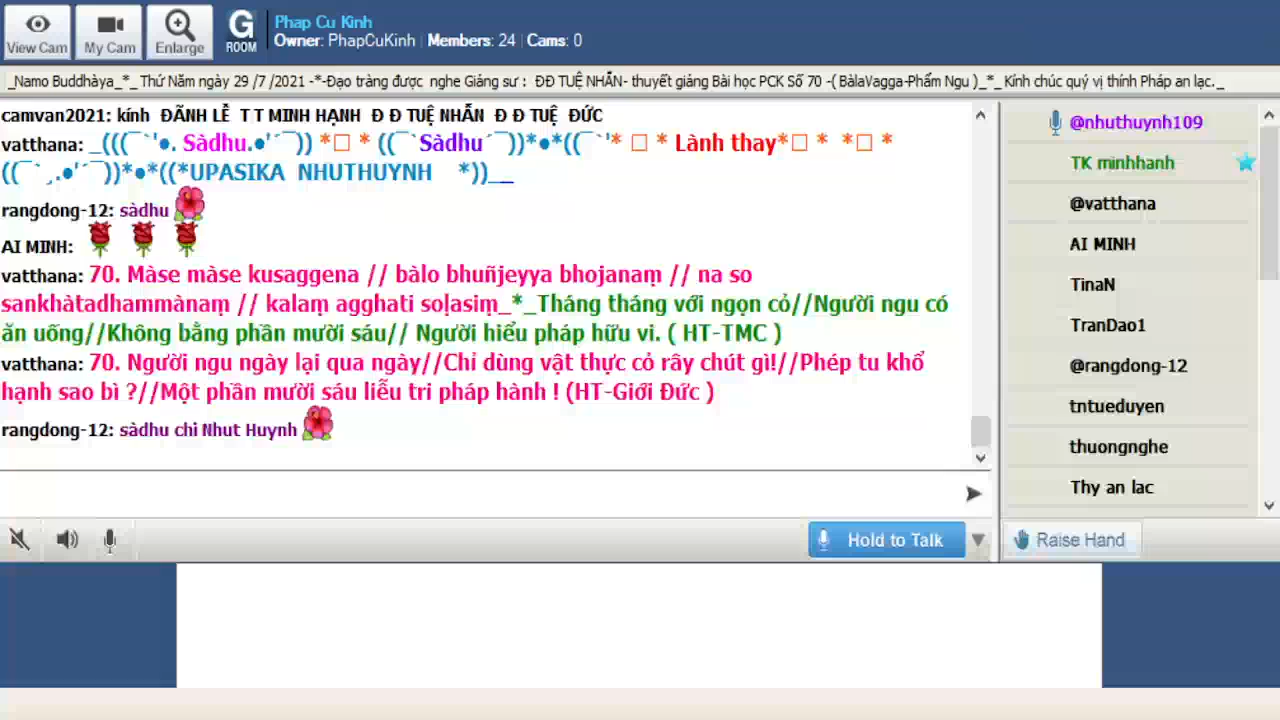 View Cam
My Cam
Enlarge
G
ROOM
Phap Cu Kinh
Owner: PhapCuKinh | Members: 24 | Cams: 0
_Namo Buddhàya_*_ Thứ Năm ngày 29 /7 /2021 -*-Đạo tràng được nghe Giảng sư : ĐĐ TUỆ NHẪN- thuyết giảng Bài học PCK Số 70 -( BàlaVagga-Phẩm Ngu )_*_ Kính chúc quý vị thính Pháp an lạc._
camvan2021: kính ĐÃNH LỄ T T MINH HẠNH Đ Đ TUỆ NHẪN Đ Đ TUỆ ĐỨC
vatthana: _(((¯`'•. Sàdhu.•'´¯)) *□ * ((¯`Sàdhu´¯))*•*((¯`'* □ * Lành thay*□ * *□ *
((¯`¸.•'´¯))*•*((*UPASIKA NHUTHUYNH *))__
rangdong-12: sàdhu
AI MINH:
vatthana: 70. Màse màse kusaggena // bàlo bhuñjeyya bhojanaṃ // na so
sankhàtadhammànaṃ // kalaṃ agghati soḷasiṃ_*_Tháng tháng với ngọn cỏ//Người ngu có
ăn uống//Không bằng phần mười sáu// Người hiểu pháp hữu vi. ( HT-TMC )
vatthana: 70. Người ngu ngày lại qua ngày//Chỉ dùng vật thực cỏ rây chút gì!//Phép tu khổ
hạnh sao bì ?//Một phần mười sáu liễu tri pháp hành ! (HT-Giới Đức )
rangdong-12: sàdhu chi Nhut Huynh
@nhuthuynh109
TK minhhanh
@vatthana
AI MINH
TinaN
TranDao1
@rangdong-12
tntueduyen
thuongnghe
Thy an lac
Hold to Talk
Raise Hand